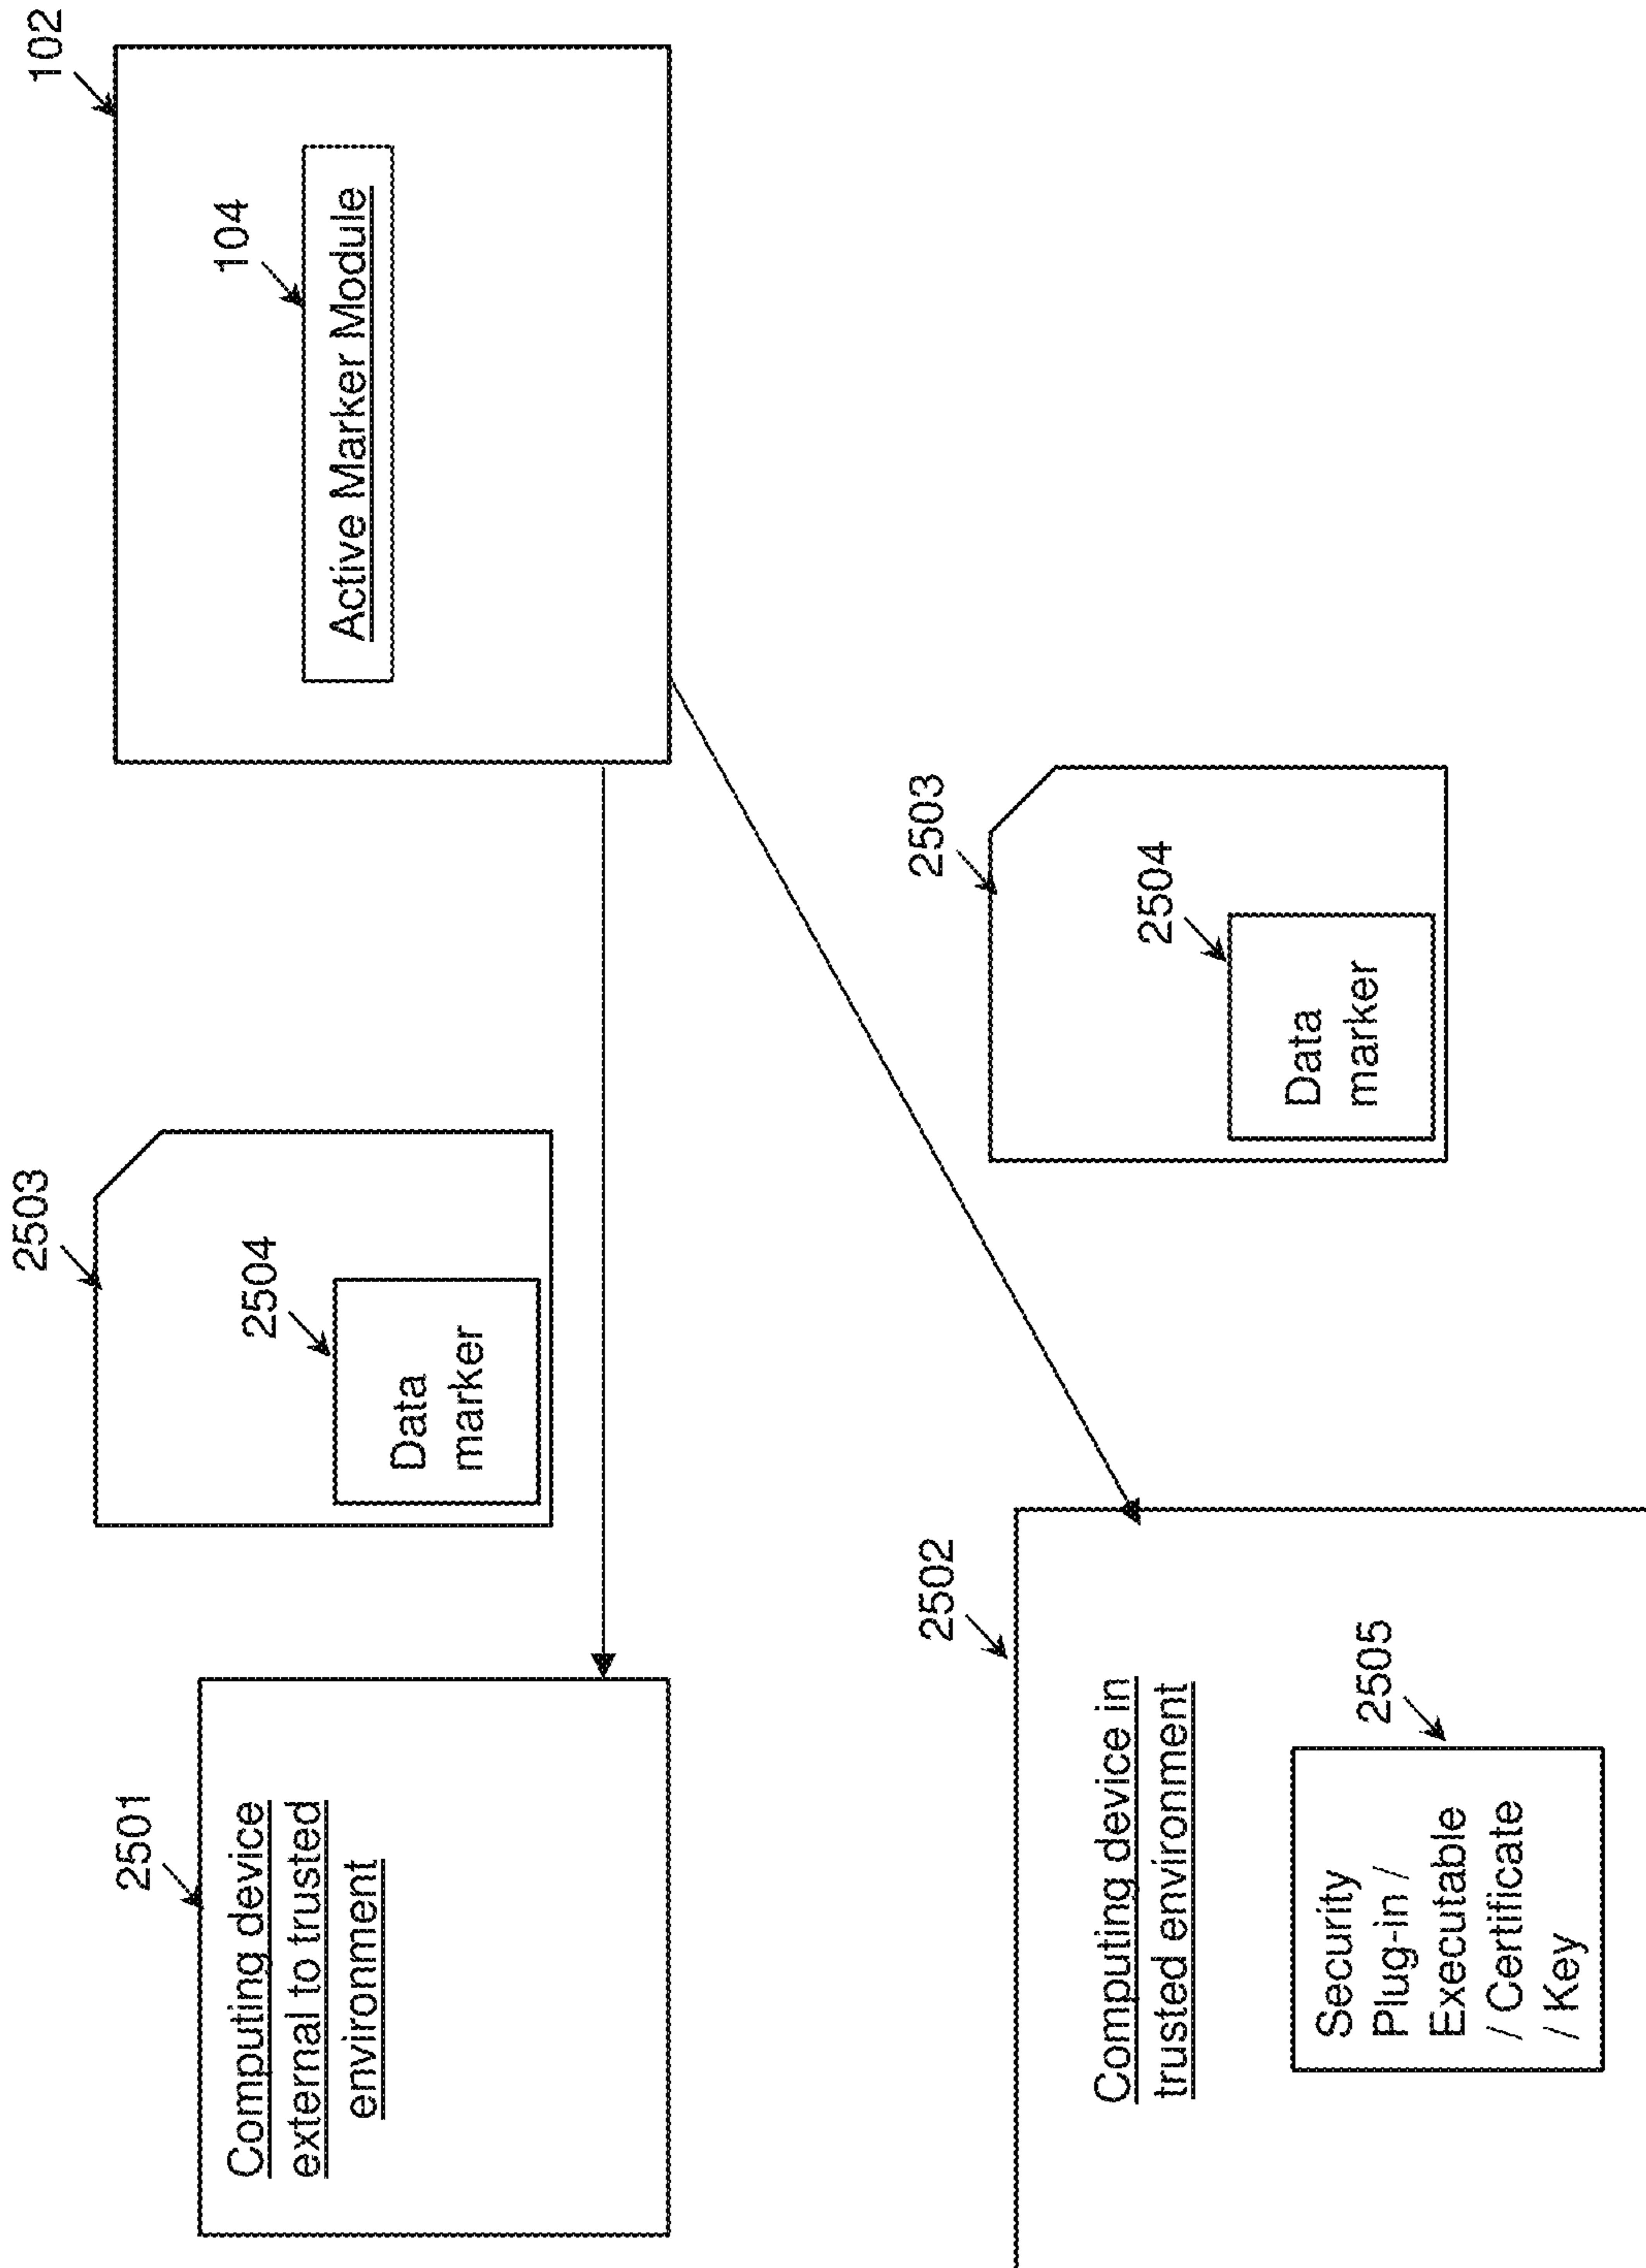 2501
Computing device
external to trusted
environment
2503
2504
Data
marker
102
104
Active Marker Module
2502
Computing device in
trusted environment
2505
Security
Plug-in /
Executable
/ Certificate
/ Key
2503
2504
Data
marker